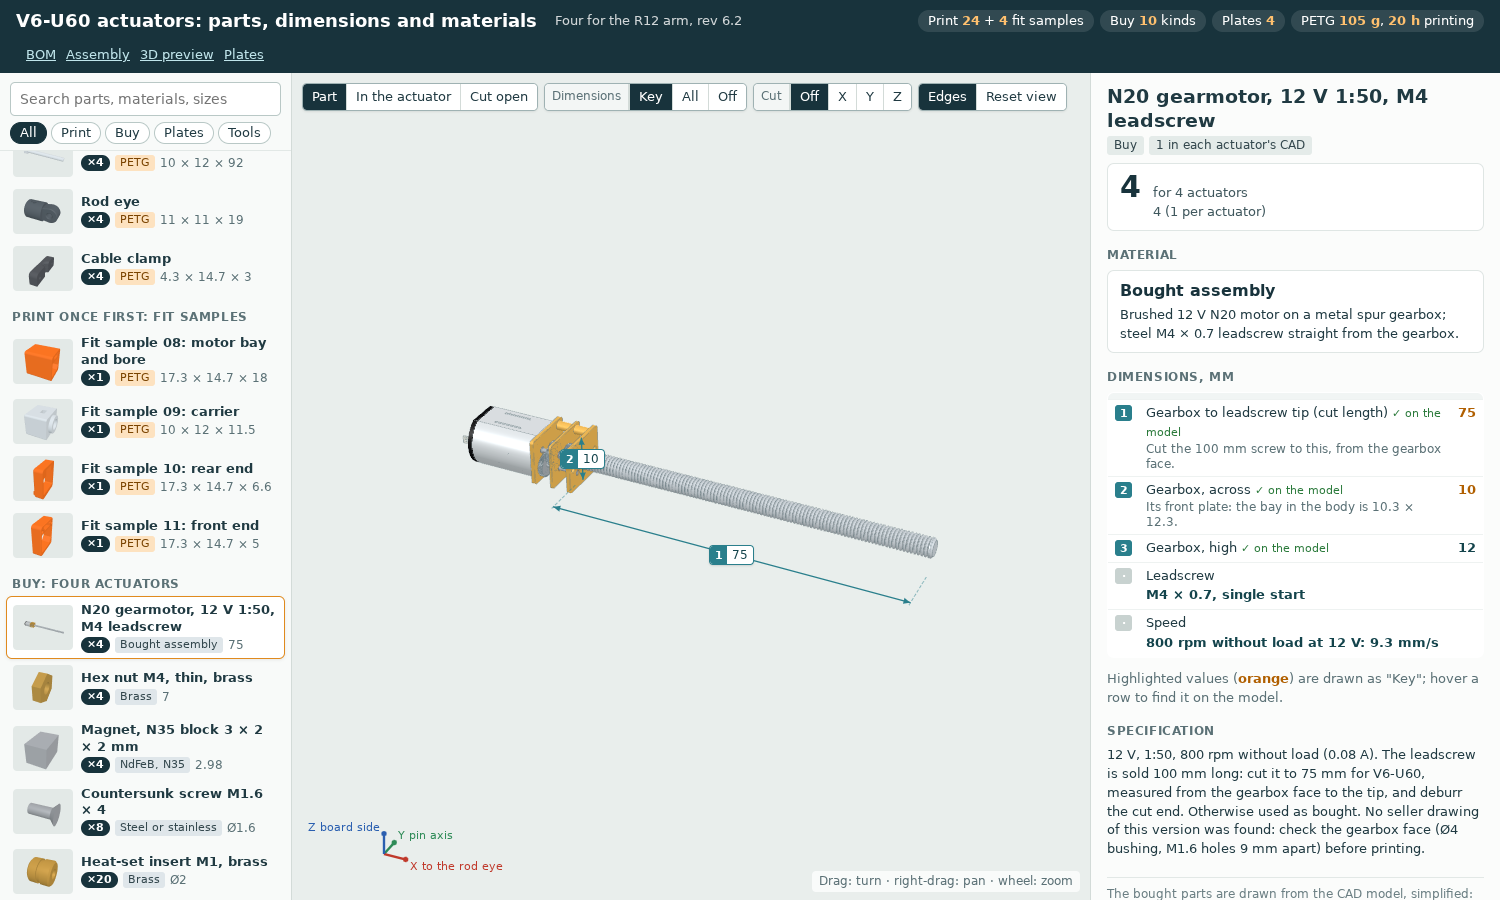 V6-U60 actuators: parts, dimensions and materials
Four for the R12 arm, rev 6.2
Print 24 + 4 fit samples
Buy 10 kinds
Plates 4
PETG 105 g, 20 h printing
BOM Assembly 3D preview Plates
Search parts, materials, sizes
All Print Buy Plates Tools
×4 PETG 10 × 12 × 92
Rod eye
×4 PETG 11 × 11 × 19
Cable clamp
×4 PETG 4.3 × 14.7 × 3
PRINT ONCE FIRST: FIT SAMPLES
Fit sample 08: motor bay
and bore
×1 PETG 17.3 × 14.7 × 18
Fit sample 09: carrier
×1 PETG 10 × 12 × 11.5
Fit sample 10: rear end
×1 PETG 17.3 × 14.7 × 6.6
Fit sample 11: front end
×1 PETG 17.3 × 14.7 × 5
BUY: FOUR ACTUATORS
N20 gearmotor, 12 V 1:50,
M4 leadscrew
×4 Bought assembly 75
Hex nut M4, thin, brass
×4 Brass 7
Magnet, N35 block 3 × 2
× 2 mm
×4 NdFeB, N35 2.98
Countersunk screw M1.6
× 4
×8 Steel or stainless Ø1.6
Heat-set insert M1, brass
×20 Brass Ø2
Part In the actuator Cut open
Dimensions Key All Off
Cut Off X Y Z
Edges Reset view
2 10
1 75
Z board side
Y pin axis
X to the rod eye
Drag: turn · right-drag: pan · wheel: zoom
N20 gearmotor, 12 V 1:50, M4
leadscrew
Buy 1 in each actuator's CAD
4 for 4 actuators
4 (1 per actuator)
MATERIAL
Bought assembly
Brushed 12 V N20 motor on a metal spur gearbox;
steel M4 × 0.7 leadscrew straight from the gearbox.
DIMENSIONS, MM
1 Gearbox to leadscrew tip (cut length) ✓ on the 75
model
Cut the 100 mm screw to this, from the gearbox
face.
2 Gearbox, across ✓ on the model 10
Its front plate: the bay in the body is 10.3 ×
12.3.
3 Gearbox, high ✓ on the model 12
· Leadscrew
M4 × 0.7, single start
· Speed
800 rpm without load at 12 V: 9.3 mm/s
Highlighted values (orange) are drawn as "Key"; hover a
row to find it on the model.
SPECIFICATION
12 V, 1:50, 800 rpm without load (0.08 A). The leadscrew
is sold 100 mm long: cut it to 75 mm for V6-U60,
measured from the gearbox face to the tip, and deburr
the cut end. Otherwise used as bought. No seller drawing
of this version was found: check the gearbox face (Ø4
bushing, M1.6 holes 9 mm apart) before printing.
The bought parts are drawn from the CAD model, simplified: